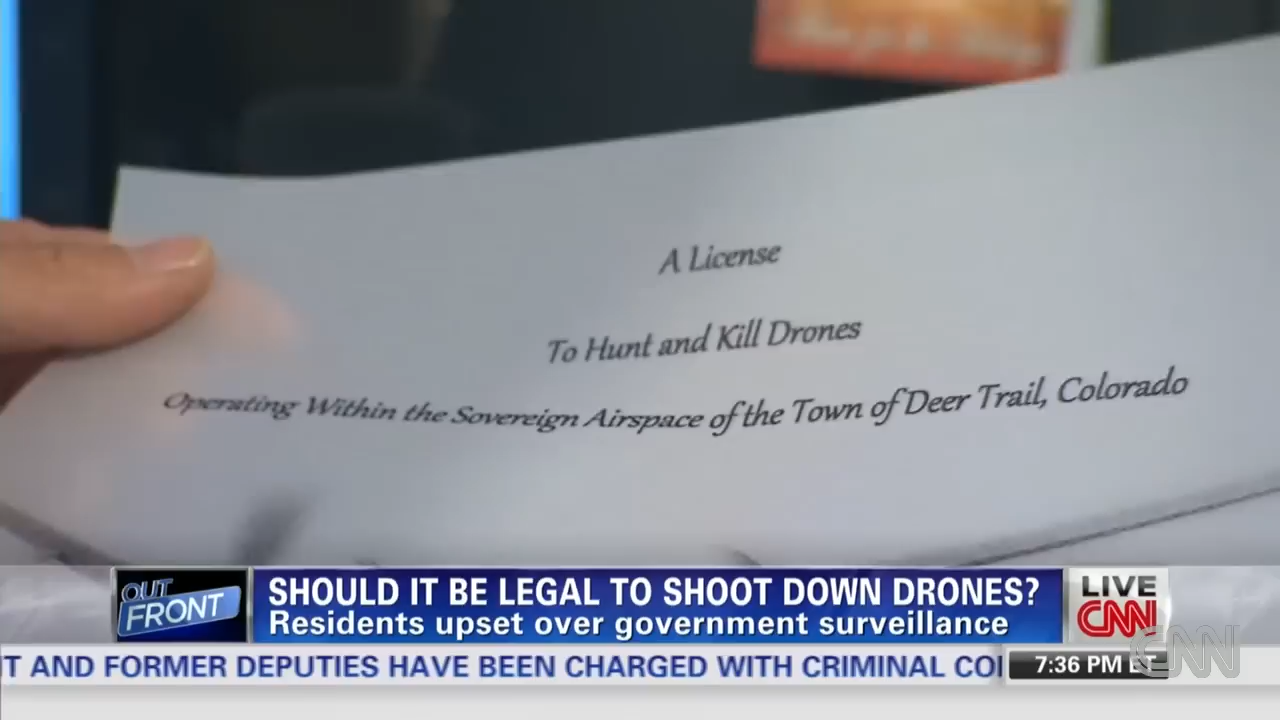 A License
To Hunt and Kill Drones
Operating Within the Sovereign Airspace of the Town of Deer Trail, Colorado
OUT
FRONT
SHOULD IT BE LEGAL TO SHOOT DOWN DRONES?
Residents upset over government surveillance
LIVE
CNN
T AND FORMER DEPUTIES HAVE BEEN CHARGED WITH CRIMINAL
7:36 PM ET
CNN